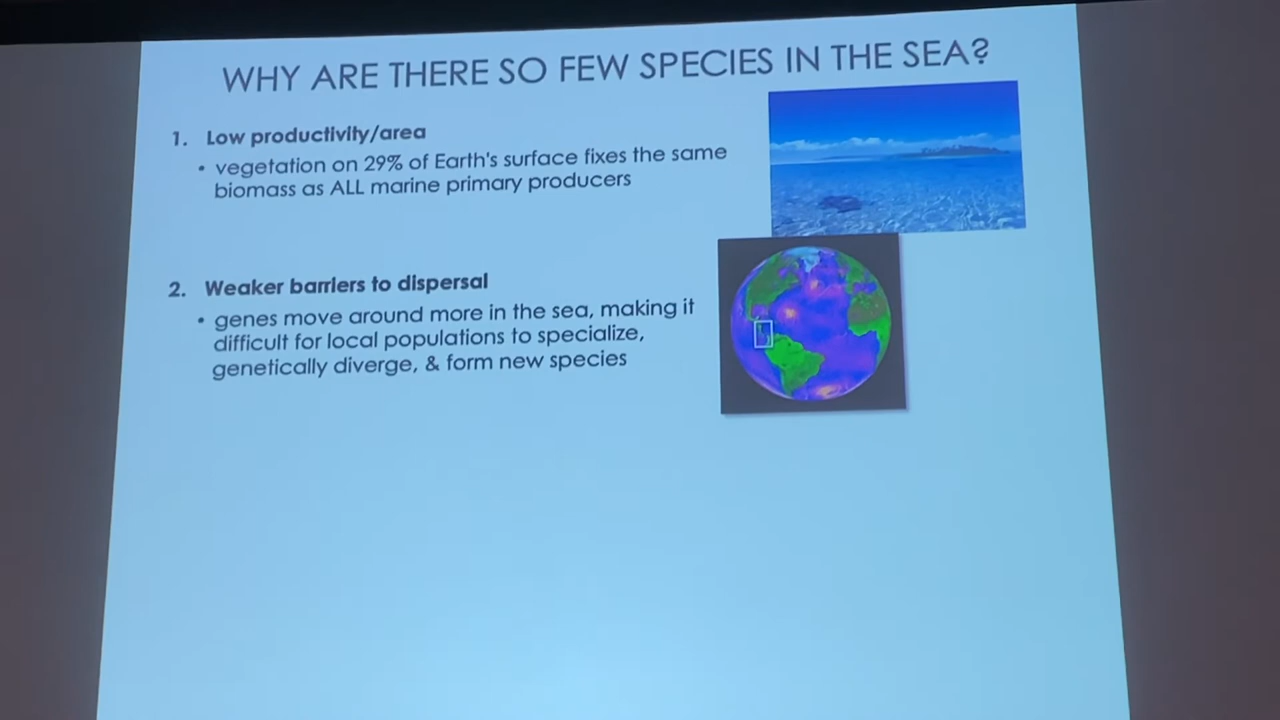 WHY ARE THERE SO FEW SPECIES IN THE SEA?
1. Low productivity/area
• vegetation on 29% of Earth's surface fixes the same
biomass as ALL marine primary producers
2. Weaker barriers to dispersal
• genes move around more in the sea, making it
difficult for local populations to specialize,
genetically diverge, & form new species